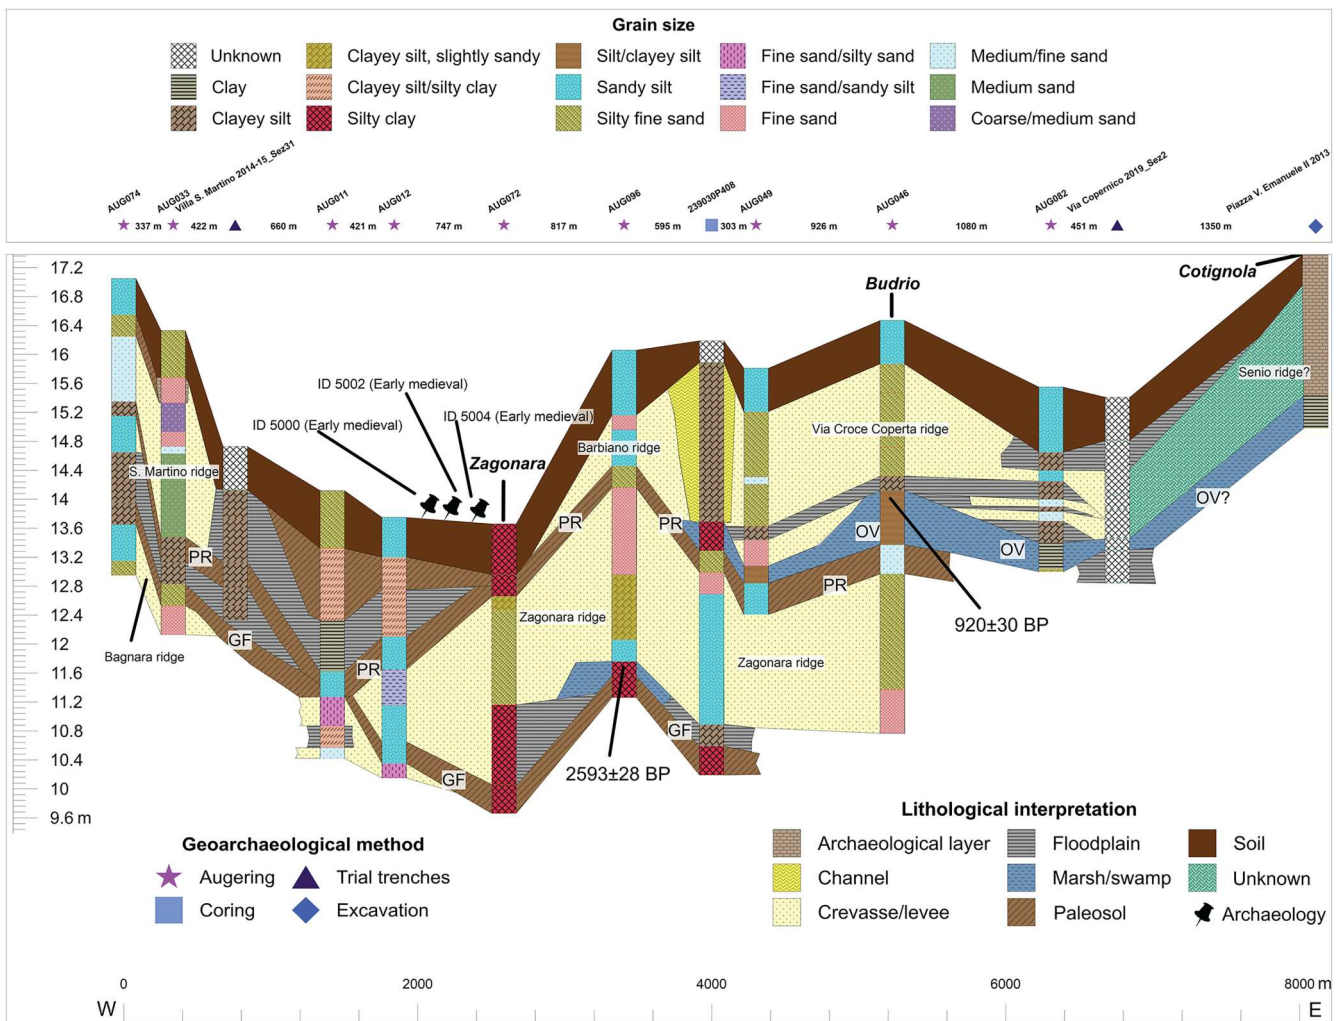 Grain size
Unknown
Clayey silt, slightly sandy
Silt/clayey silt
Fine sand/silty sand
Medium/fine sand
Clay
Clayey silt/silty clay
Sandy silt
Fine sand/sandy silt
Medium sand
Clayey silt
Silty clay
Silty fine sand
Fine sand
Coarse/medium sand
AUG074
AUG033
Villa S. Martino 2014-15_Sez31
AUG011
AUG012
AUG072
AUG096
239030P408
AUG049
AUG046
AUG082
Via Copernico 2019_Sez2
Piazza V. Emanuele II 2013
337 m
422 m
660 m
421 m
747 m
817 m
595 m
303 m
926 m
1080 m
451 m
1350 m
17.2
16.8
16.4
16
15.6
15.2
14.8
14.4
14
13.6
13.2
12.8
12.4
12
11.6
11.2
10.8
10.4
10
9.6 m
Cotignola
Budrio
Senio ridge?
ID 5002 (Early medieval)
ID 5004 (Early medieval)
ID 5000 (Early medieval)
Via Croce Coperta ridge
Barbiano ridge
Zagonara
S. Martino ridge
OV?
PR
PR
OV
OV
PR
PR
Zagonara ridge
920±30 BP
GF
Bagnara ridge
Zagonara ridge
PR
GF
GF
2593±28 BP
Lithological interpretation
Archaeological layer
Floodplain
Soil
Channel
Marsh/swamp
Unknown
Crevasse/levee
Paleosol
Archaeology
Geoarchaeological method
Augering
Trial trenches
Coring
Excavation
0
2000
4000
6000
8000 m
W
E